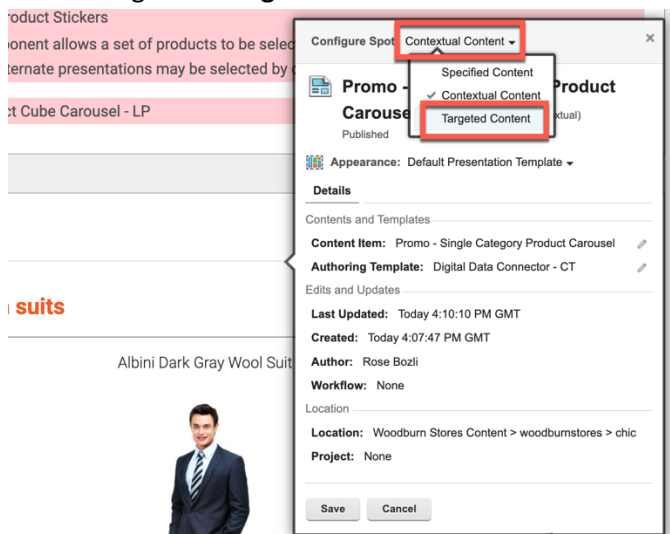 roduct Stickers
ponent allows a set of products to be selec
ternate presentations may be selected by
ct Cube Carousel - LP
suits
Albini Dark Gray Wool Suit
Configure Spot Contextual Content
×
Specified Content
✓ Contextual Content
Targeted Content
Promo - Product
Carouse xtual)
Published
Appearance: Default Presentation Template
Details
Contents and Templates
Content Item: Promo - Single Category Product Carousel
Authoring Template: Digital Data Connector - CT
Edits and Updates
Last Updated: Today 4:10:10 PM GMT
Created: Today 4:07:47 PM GMT
Author: Rose Bozli
Workflow: None
Location
Location: Woodburn Stores Content > woodburnstores > chic
Project: None
Save Cancel